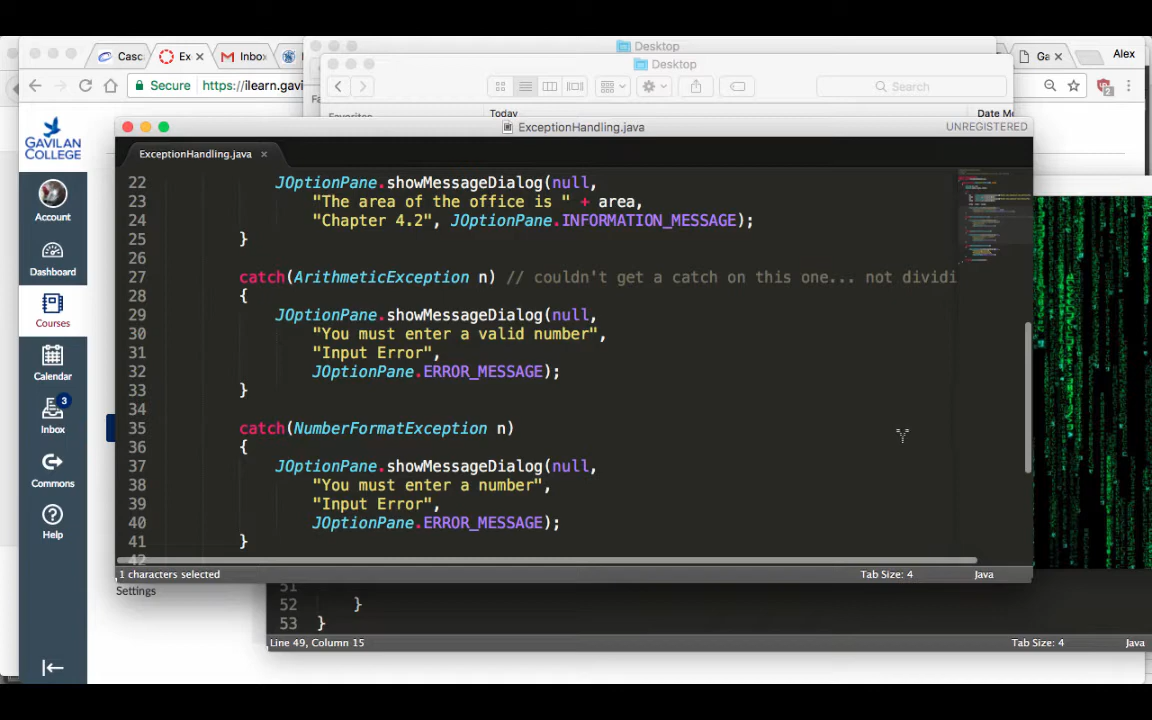 Desktop
Casc
Ex
Inbo
Ga
Alex
Desktop
Secure
https://ilearn.gavi
Search
2
Today
Date Me
GAVILAN
COLLEGE
Account
Dashboard
Courses
Calendar
3
Inbox
Commons
Help
ExceptionHandling.java
UNREGISTERED
ExceptionHandling.java
22 JOptionPane.showMessageDialog(null,
23 "The area of the office is " + area,
24 "Chapter 4.2", JOptionPane.INFORMATION_MESSAGE);
25 }
26
27 catch(ArithmeticException n) // couldn't get a catch on this one... not dividi
28 {
29 JOptionPane.showMessageDialog(null,
30 "You must enter a valid number",
31 "Input Error",
32 JOptionPane.ERROR_MESSAGE);
33 }
34
35 catch(NumberFormatException n)
36 {
37 JOptionPane.showMessageDialog(null,
38 "You must enter a number",
39 "Input Error",
40 JOptionPane.ERROR_MESSAGE);
41 }
42
1 characters selected
Tab Size: 4
Java
Settings
51
52 }
53 }
Line 49, Column 15
Tab Size: 4
Java